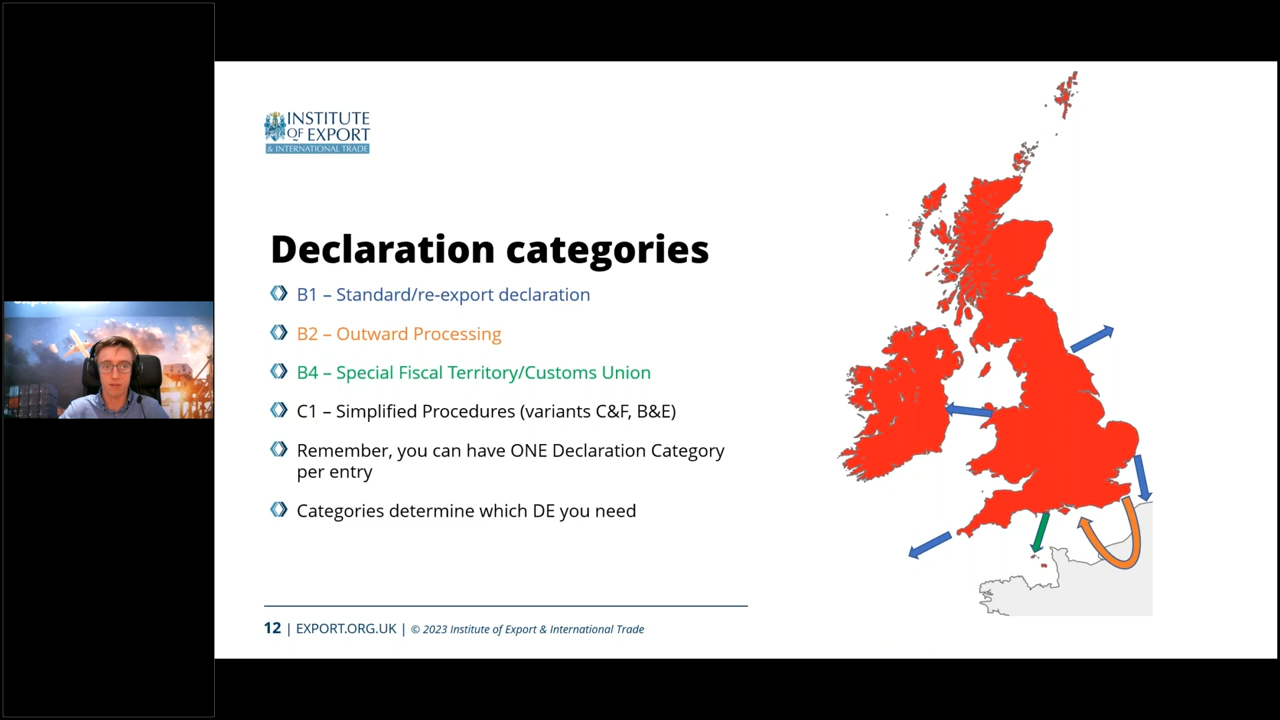 INSTITUTE
OF EXPORT
& INTERNATIONAL TRADE
Declaration categories
B1 – Standard/re-export declaration
B2 – Outward Processing
B4 – Special Fiscal Territory/Customs Union
C1 – Simplified Procedures (variants C&F, B&E)
Remember, you can have ONE Declaration Category
per entry
Categories determine which DE you need
12 | EXPORT.ORG.UK | © 2023 Institute of Export & International Trade